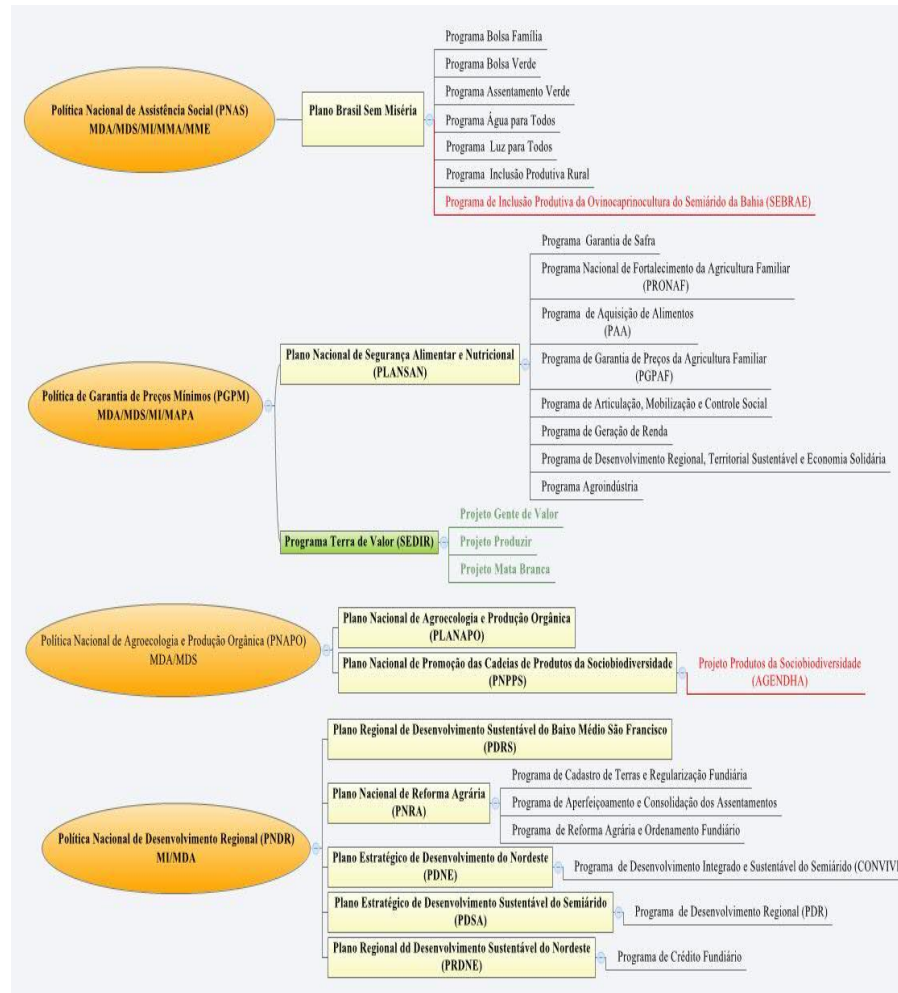 Política Nacional de Assistência Social (PNAS)
MDA/MDS/MI/MMA/MME
Plano Brasil Sem Miséria
Programa Bolsa Família
Programa Bolsa Verde
Programa Assentamento Verde
Programa Água para Todos
Programa Luz para Todos
Programa Inclusão Produtiva Rural
Programa de Inclusão Produtiva da Ovinocaprinocultura do Semiárido da Bahia (SEBRAE)
Política de Garantia de Preços Mínimos (PGPM)
MDA/MDS/MI/MAPA
Plano Nacional de Segurança Alimentar e Nutricional
(PLANSAN)
Programa Garantia de Safra
Programa Nacional de Fortalecimento da Agricultura Familiar
(PRONAF)
Programa de Aquisição de Alimentos
(PAA)
Programa de Garantia de Preços da Agricultura Familiar
(PGPAF)
Programa de Articulação, Mobilização e Controle Social
Programa de Geração de Renda
Programa de Desenvolvimento Regional, Territorial Sustentável e Economia Solidária
Programa Agroindústria
Programa Terra de Valor (SEDIR)
Projeto Gente de Valor
Projeto Produzir
Projeto Mata Branca
Política Nacional de Agroecologia e Produção Orgânica (PNAPO)
MDA/MDS
Plano Nacional de Agroecologia e Produção Orgânica
(PLANAPO)
Plano Nacional de Promoção das Cadeias de Produtos da Sociobiodiversidade
(PNPPS)
Projeto Produtos da Sociobiodiversidade
(AGENDHA)
Política Nacional de Desenvolvimento Regional (PNDR)
MI/MDA
Plano Regional de Desenvolvimento Sustentável do Baixo Médio São Francisco
(PDRS)
Plano Nacional de Reforma Agrária
(PNRA)
Programa de Cadastro de Terras e Regularização Fundiária
Programa de Aperfeiçoamento e Consolidação dos Assentamentos
Programa de Reforma Agrária e Ordenamento Fundiário
Plano Estratégico de Desenvolvimento do Nordeste
(PDNE)
Programa de Desenvolvimento Integrado e Sustentável do Semiárido (CONVIVI
Plano Estratégico de Desenvolvimento Sustentável do Semiárido
(PDSA)
Programa de Desenvolvimento Regional (PDR)
Plano Regional dd Desenvolvimento Sustentável do Nordeste
(PRDNE)
Programa de Crédito Fundiário